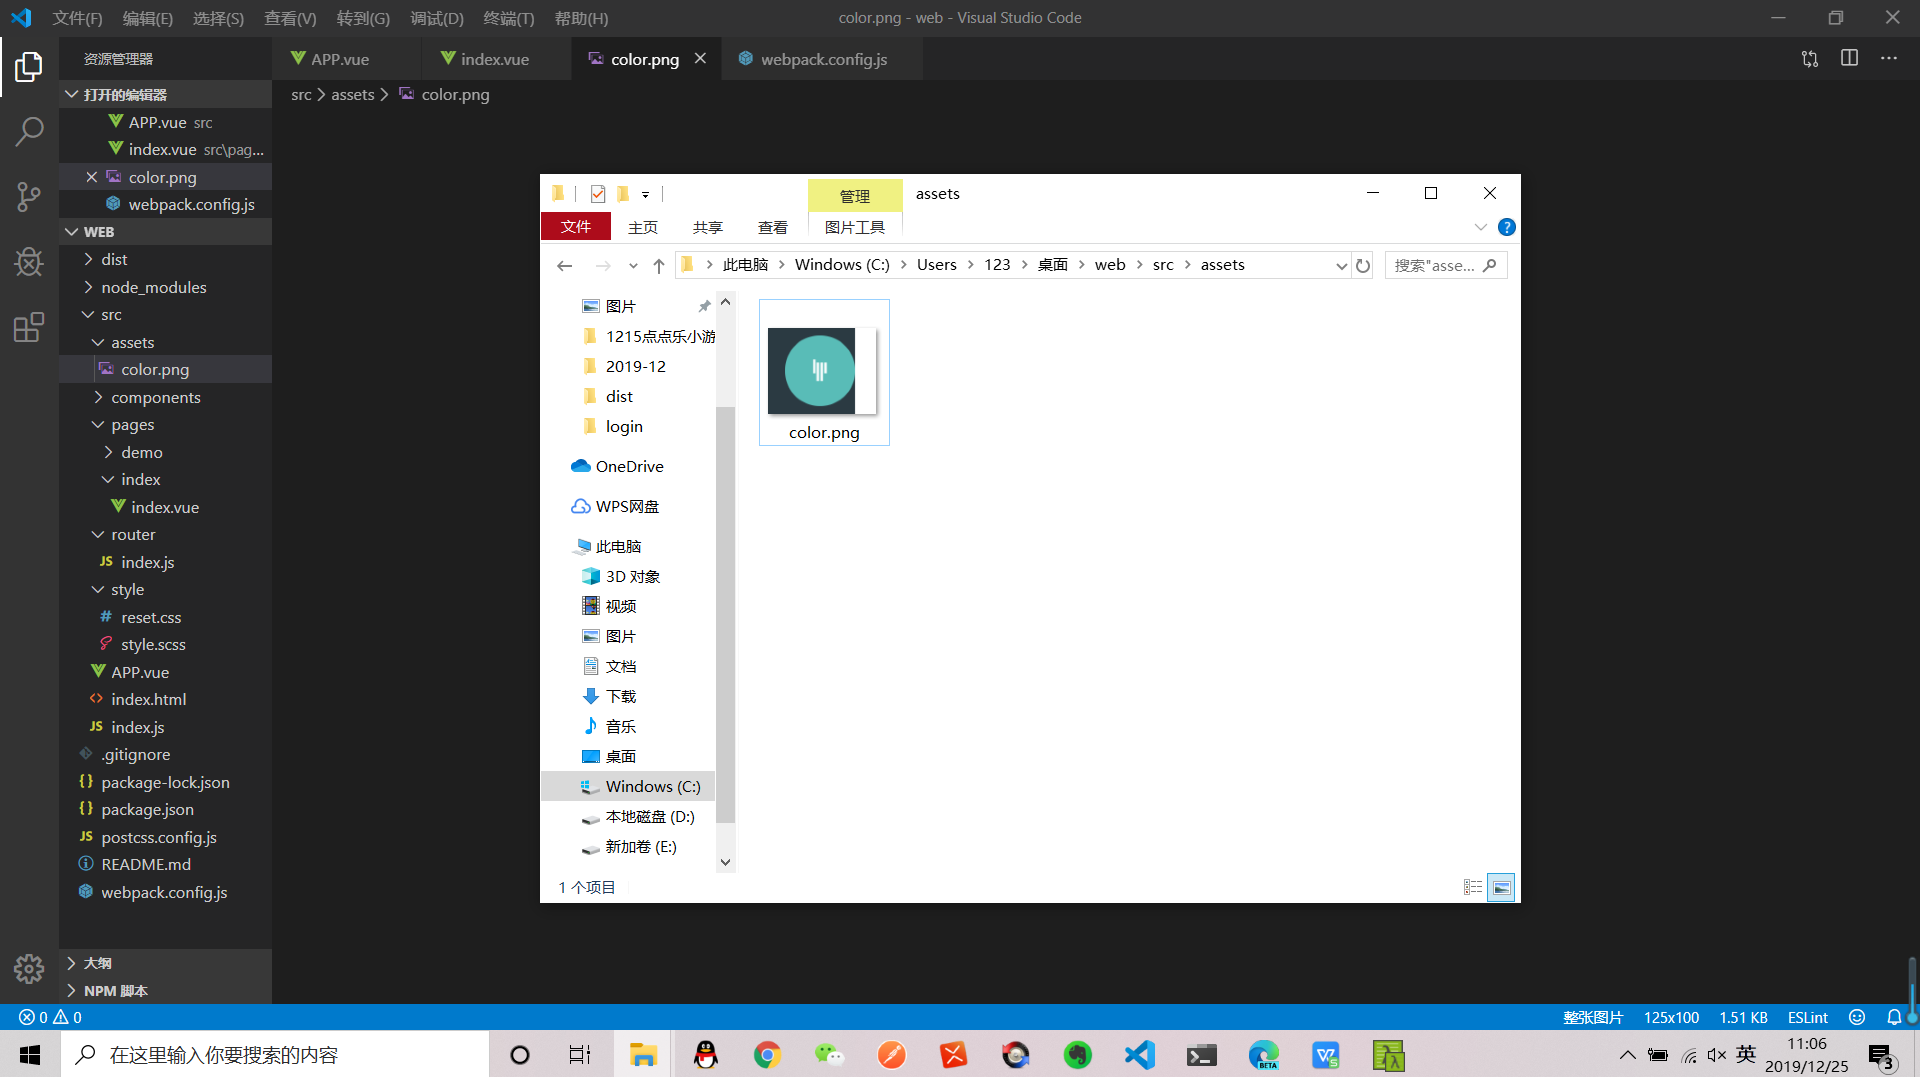 文件(F) 编辑(E) 选择(S) 查看(V) 转到(G) 调试(D) 终端(T) 帮助(H)
color.png - web - Visual Studio Code
资源管理器
APP.vue
index.vue
color.png
webpack.config.js
打开的编辑器
APP.vue src
index.vue src\pag...
color.png
webpack.config.js
WEB
dist
node_modules
src
assets
color.png
components
pages
demo
index
index.vue
router
JS index.js
style
# reset.css
style.scss
APP.vue
<> index.html
JS index.js
.gitignore
{} package-lock.json
{} package.json
JS postcss.config.js
README.md
webpack.config.js
大纲
NPM 脚本
src > assets > color.png
管理
assets
文件
主页
共享
查看
图片工具
此电脑 > Windows (C:) > Users > 123 > 桌面 > web > src > assets
搜索"asse...
图片
1215点点乐小游
2019-12
dist
login
OneDrive
WPS网盘
此电脑
3D 对象
视频
图片
文档
下载
音乐
桌面
Windows (C:)
本地磁盘 (D:)
新加卷 (E:)
color.png
1 个项目
0 0
整张图片 125x100 1.51 KB ESLint
在这里输入你要搜索的内容
BETA
英
11:06
2019/12/25
3